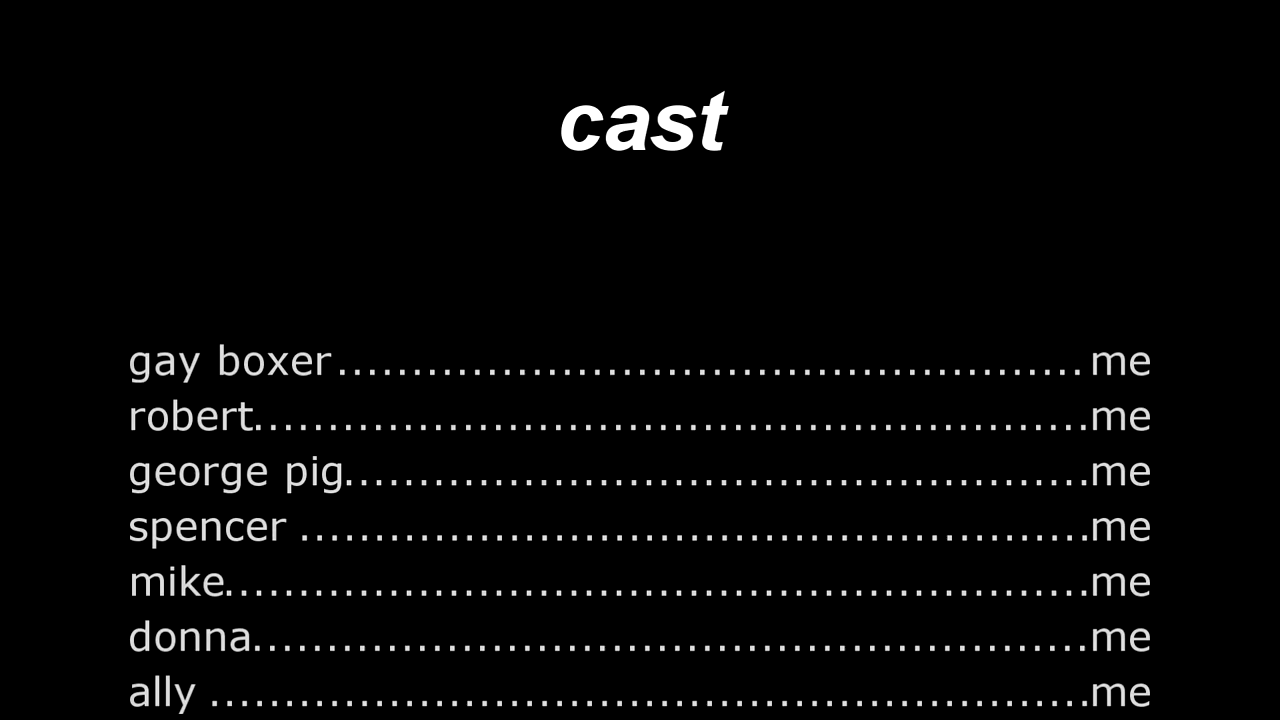 cast
gay boxer..................................................me
robert........................................................me
george pig..................................................me
spencer .....................................................me
mike..........................................................me
donna........................................................me
ally ...........................................................me